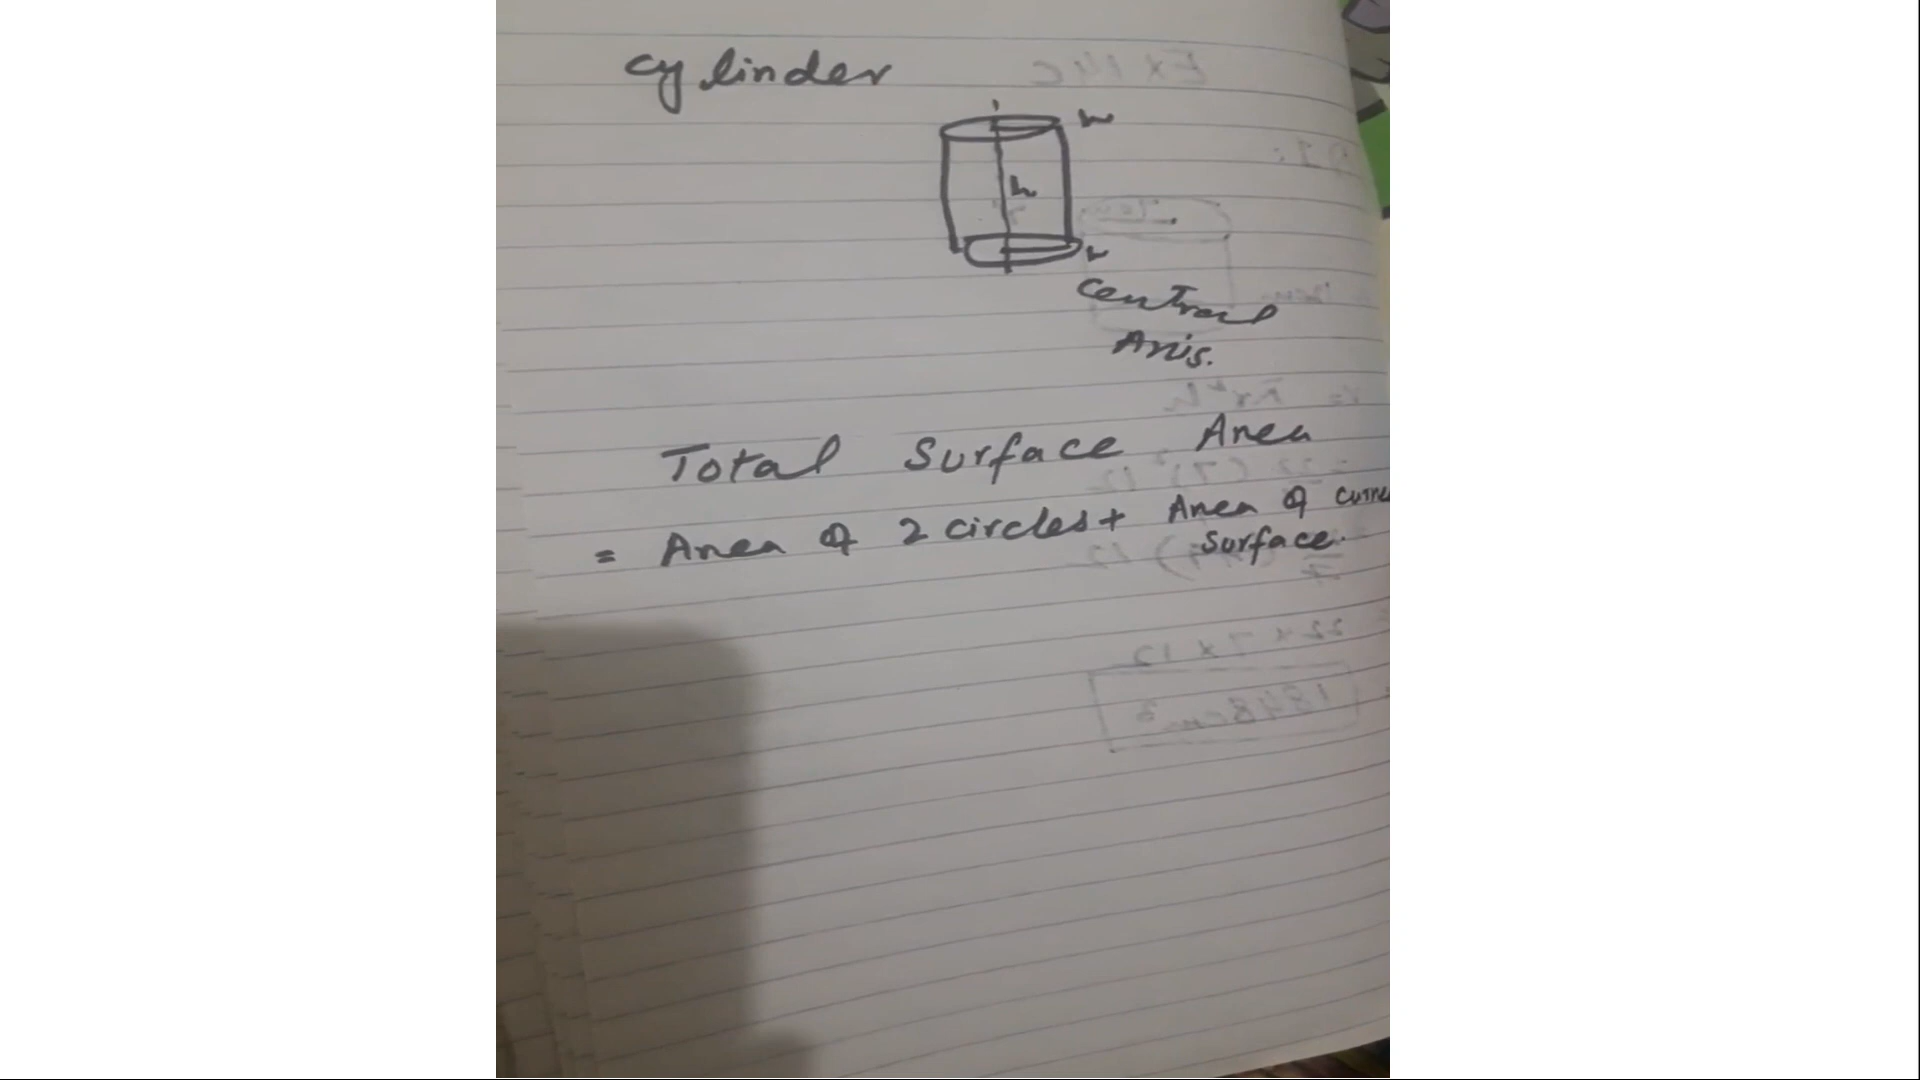 cylinder
r
h
r
Central
Axis.
Total Surface Area
= Area of 2 circles + Area of curve
surface.